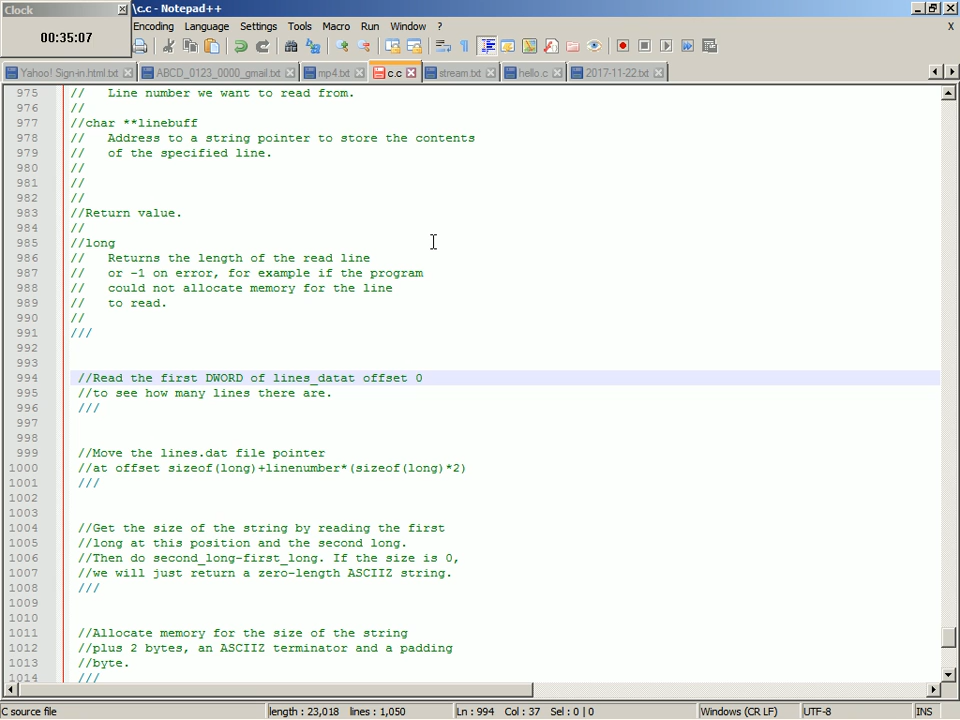 Clock
\c.c - Notepad++
00:35:07
Encoding Language Settings Tools Macro Run Window ? X
Yahoo! Sign-in.html.txt ABCD_0123_0000_gmail.txt mp4.txt c.c stream.txt hello.c 2017-11-22.txt
975 // Line number we want to read from.
976 //
977 //char **linebuff
978 // Address to a string pointer to store the contents
979 // of the specified line.
980 //
981 //
982 //
983 //Return value.
984 //
985 //long
986 // Returns the length of the read line
987 // or -1 on error, for example if the program
988 // could not allocate memory for the line
989 // to read.
990 //
991 ///
992
993
994 //Read the first DWORD of lines_datat offset 0
995 //to see how many lines there are.
996 ///
997
998
999 //Move the lines.dat file pointer
1000 //at offset sizeof(long)+linenumber*(sizeof(long)*2)
1001 ///
1002
1003
1004 //Get the size of the string by reading the first
1005 //long at this position and the second long.
1006 //Then do second_long-first_long. If the size is 0,
1007 //we will just return a zero-length ASCIIZ string.
1008 ///
1009
1010
1011 //Allocate memory for the size of the string
1012 //plus 2 bytes, an ASCIIZ terminator and a padding
1013 //byte.
1014 ///
C source file length : 23,018 lines : 1,050 Ln : 994 Col : 37 Sel : 0 | 0 Windows (CR LF) UTF-8 INS